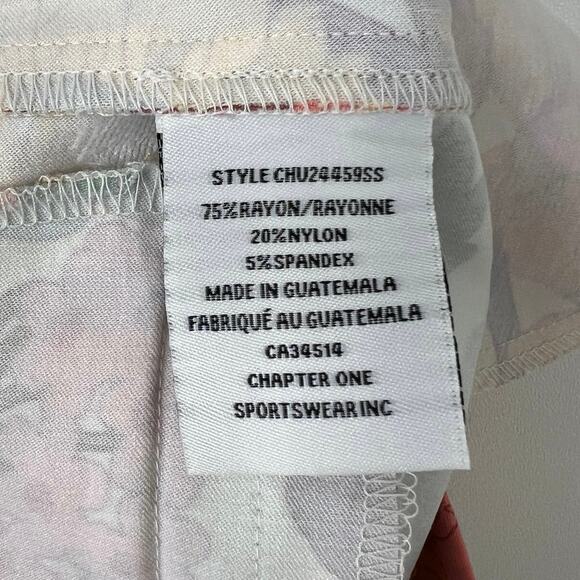 STYLE CHU24459SS
75%RAYON/RAYONNE
20%NYLON
5%SPANDEX
MADE IN GUATEMALA
FABRIQUÉ AU GUATEMALA
CA34514
CHAPTER ONE
SPORTSWEAR INC